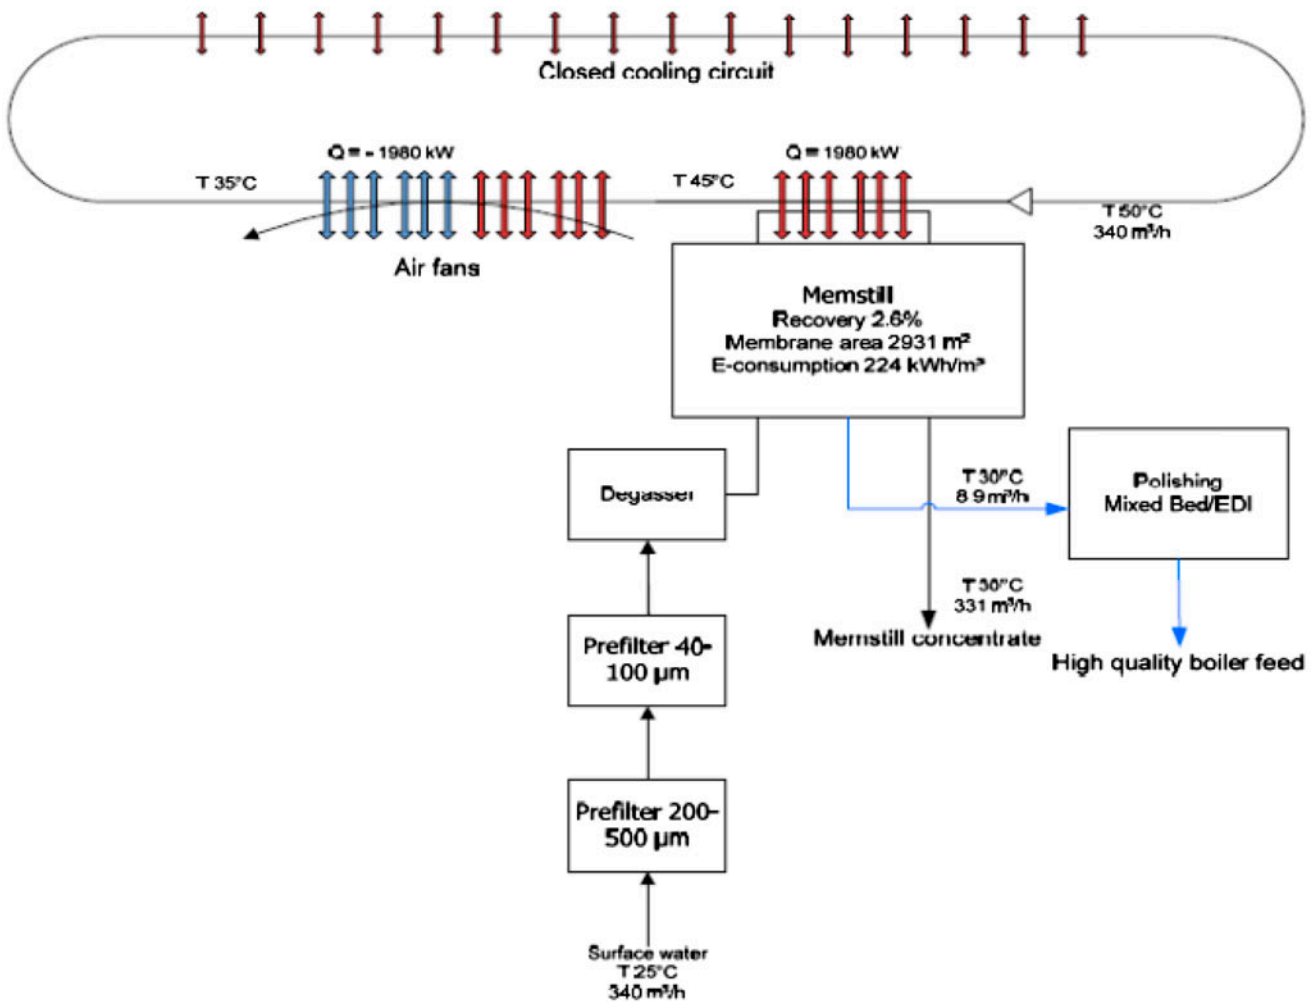 Closed cooling circuit
Q = - 1980 kW
Q = 1980 kW
T 35°C
T 45°C
T 50°C
340 m³/h
Air fans
Memstill
Recovery 2.6%
Membrane area 2931 m²
E-consumption 224 kWh/m³
Degasser
T 30°C
8.9 m³/h
Polishing
Mixed Bed/EDI
T 30°C
331 m³/h
Memstill concentrate
High quality boiler feed
Prefilter 40-
100 µm
Prefilter 200-
500 µm
Surface water
T 25°C
340 m³/h